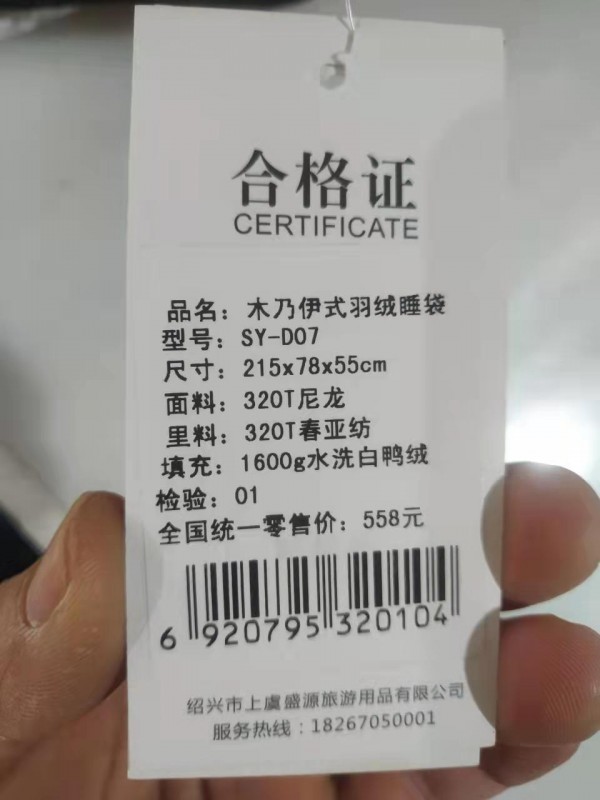 合格证
CERTIFICATE
品名：木乃伊式羽绒睡袋
型号：SY-D07
尺寸：215x78x55cm
面料：320T尼龙
里料：320T春亚纺
填充：1600g水洗白鸭绒
检验：01
全国统一零售价：558元
6 920795 320104
绍兴市上虞盛源旅游用品有限公司
服务热线：18267050001